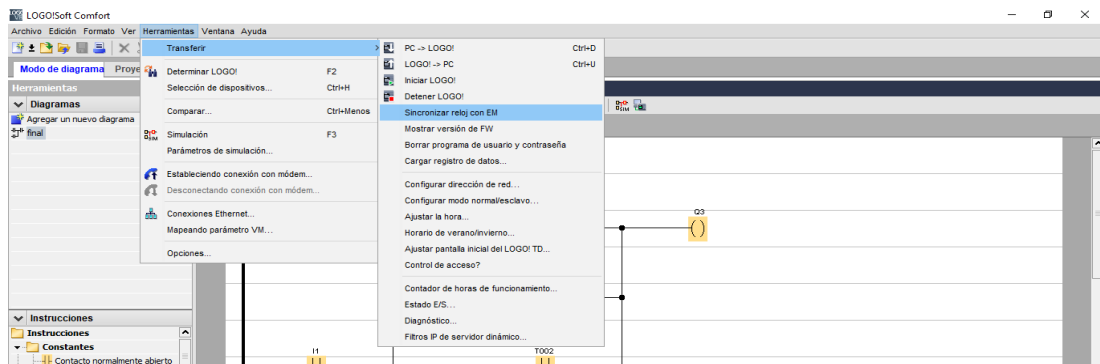 LOGO!Soft Comfort
Archivo Edición Formato Ver Herramientas Ventana Ayuda
Modo de diagrama Proye
Herramientas
Diagramas
Agregar un nuevo diagrama
final
Transferir
Determinar LOGO! F2
Selección de dispositivos... Ctrl+H
Comparar... Ctrl+Menos
Simulación F3
Parámetros de simulación...
Estableciendo conexión con módem...
Desconectando conexión con módem...
Conexiones Ethernet...
Mapeando parámetro VM...
Opciones...
PC -> LOGO! Ctrl+D
LOGO! -> PC Ctrl+U
Iniciar LOGO!
Detener LOGO!
Sincronizar reloj con EM
Mostrar versión de FW
Borrar programa de usuario y contraseña
Cargar registro de datos...
Configurar dirección de red...
Configurar modo normal/esclavo...
Ajustar la hora...
Horario de verano/invierno...
Ajustar pantalla inicial del LOGO! TD...
Control de acceso?
Contador de horas de funcionamiento...
Estado E/S...
Diagnóstico...
Filtros IP de servidor dinámico...
Q3
Instrucciones
Instrucciones
Constantes
Contacto normalmente abierto
I1
T002